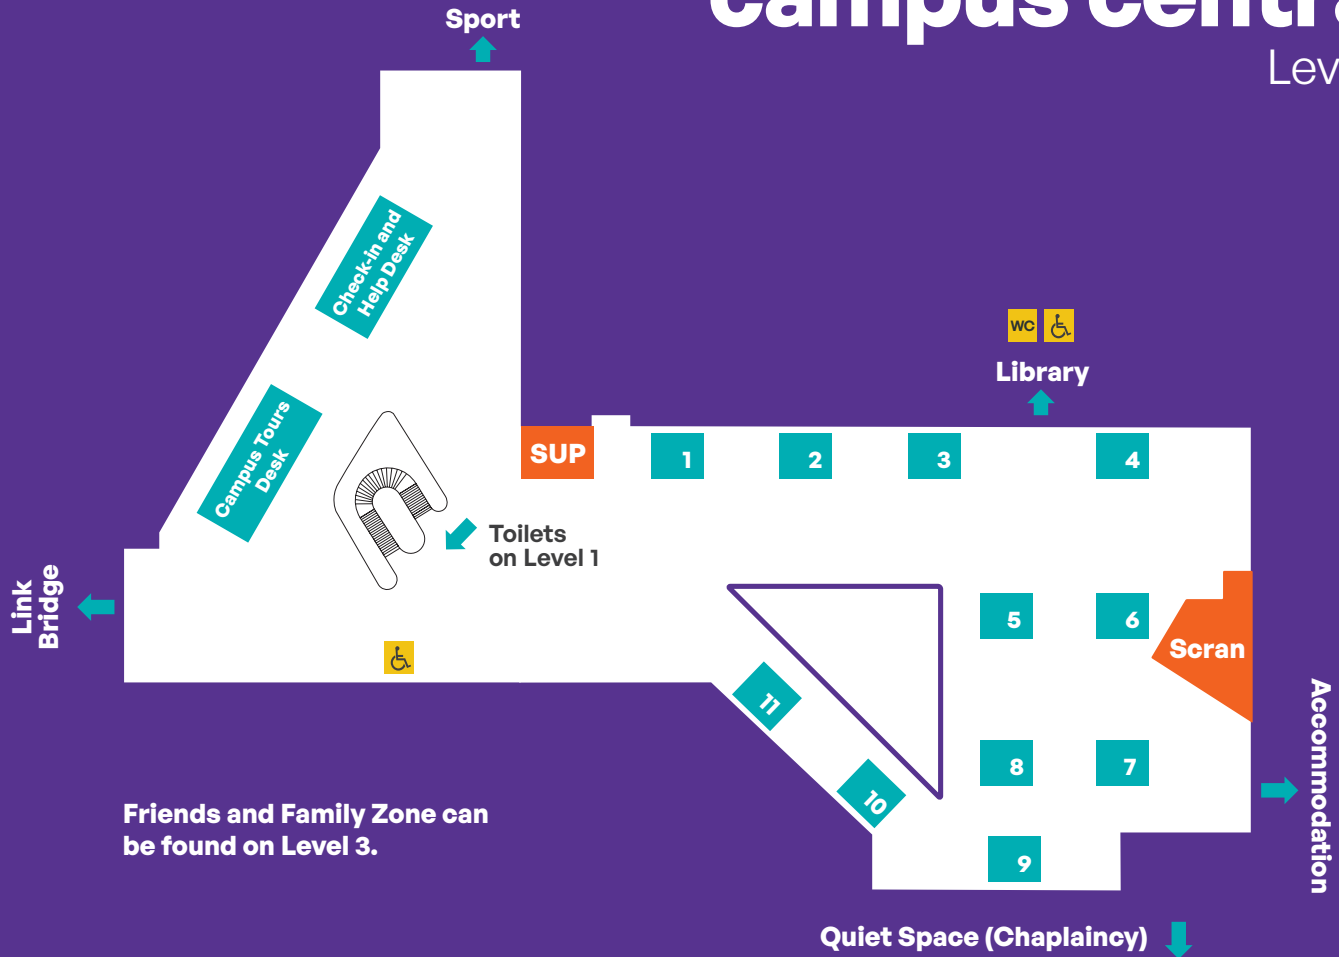 campus centra
Lev
Sport
Check-in and
Help Desk
Campus Tours
Desk
WC
Library
SUP
1
2
3
4
Toilets
on Level 1
Link
Bridge
5
6
Scran
11
10
8
7
9
Accommodation
Friends and Family Zone can
be found on Level 3.
Quiet Space (Chaplaincy)